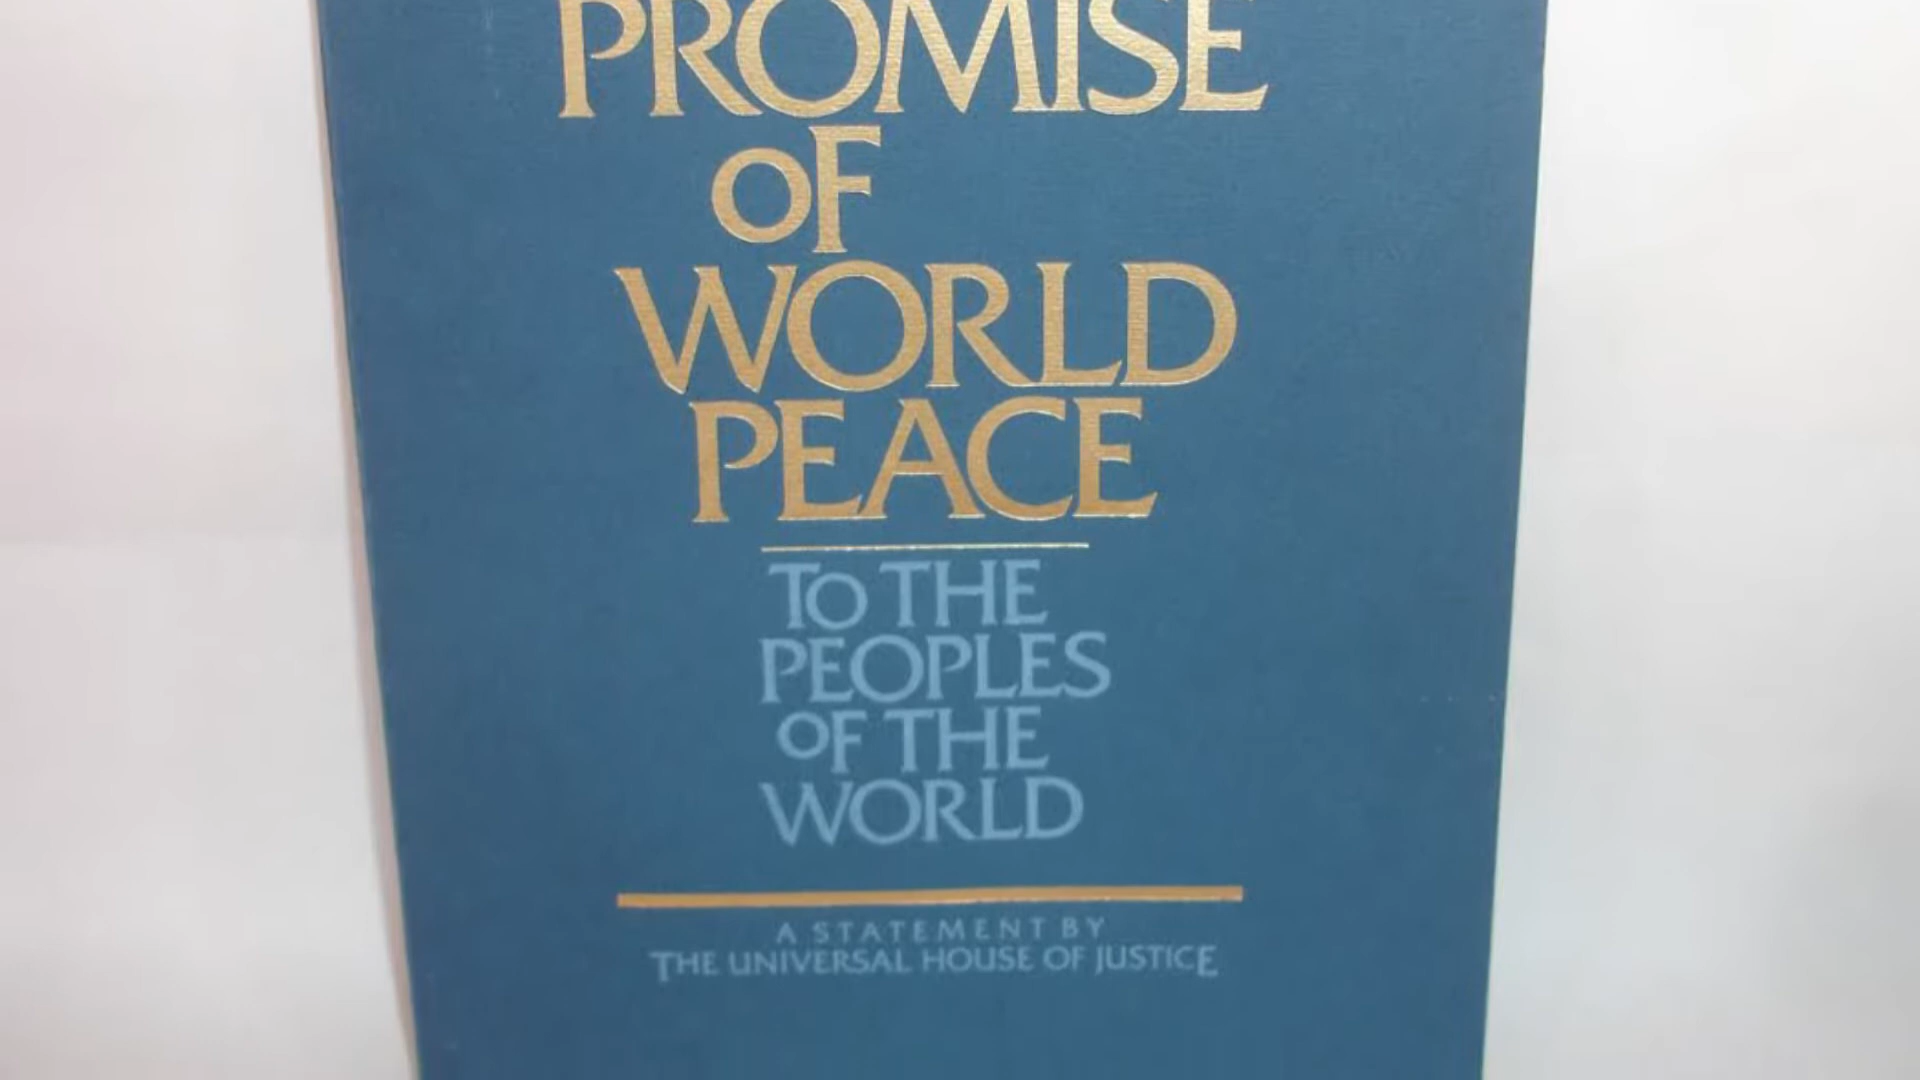 PROMISE
OF
WORLD
PEACE
TO THE
PEOPLES
OF THE
WORLD
A STATEMENT BY
THE UNIVERSAL HOUSE OF JUSTICE